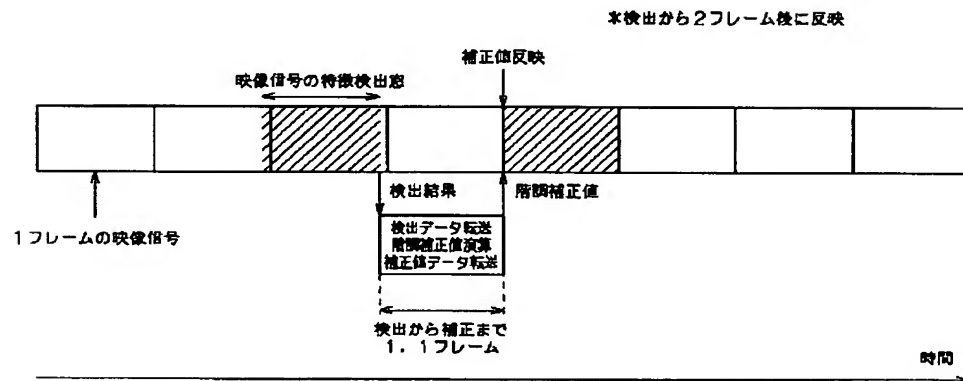 *検出から2フレーム後に反映
補正値反映
映像信号の特徴検出窓
検出結果
階調補正値
1フレームの映像信号
検出データ転送
階調補正値演算
補正値データ転送
検出から補正まで
1.1フレーム
時間